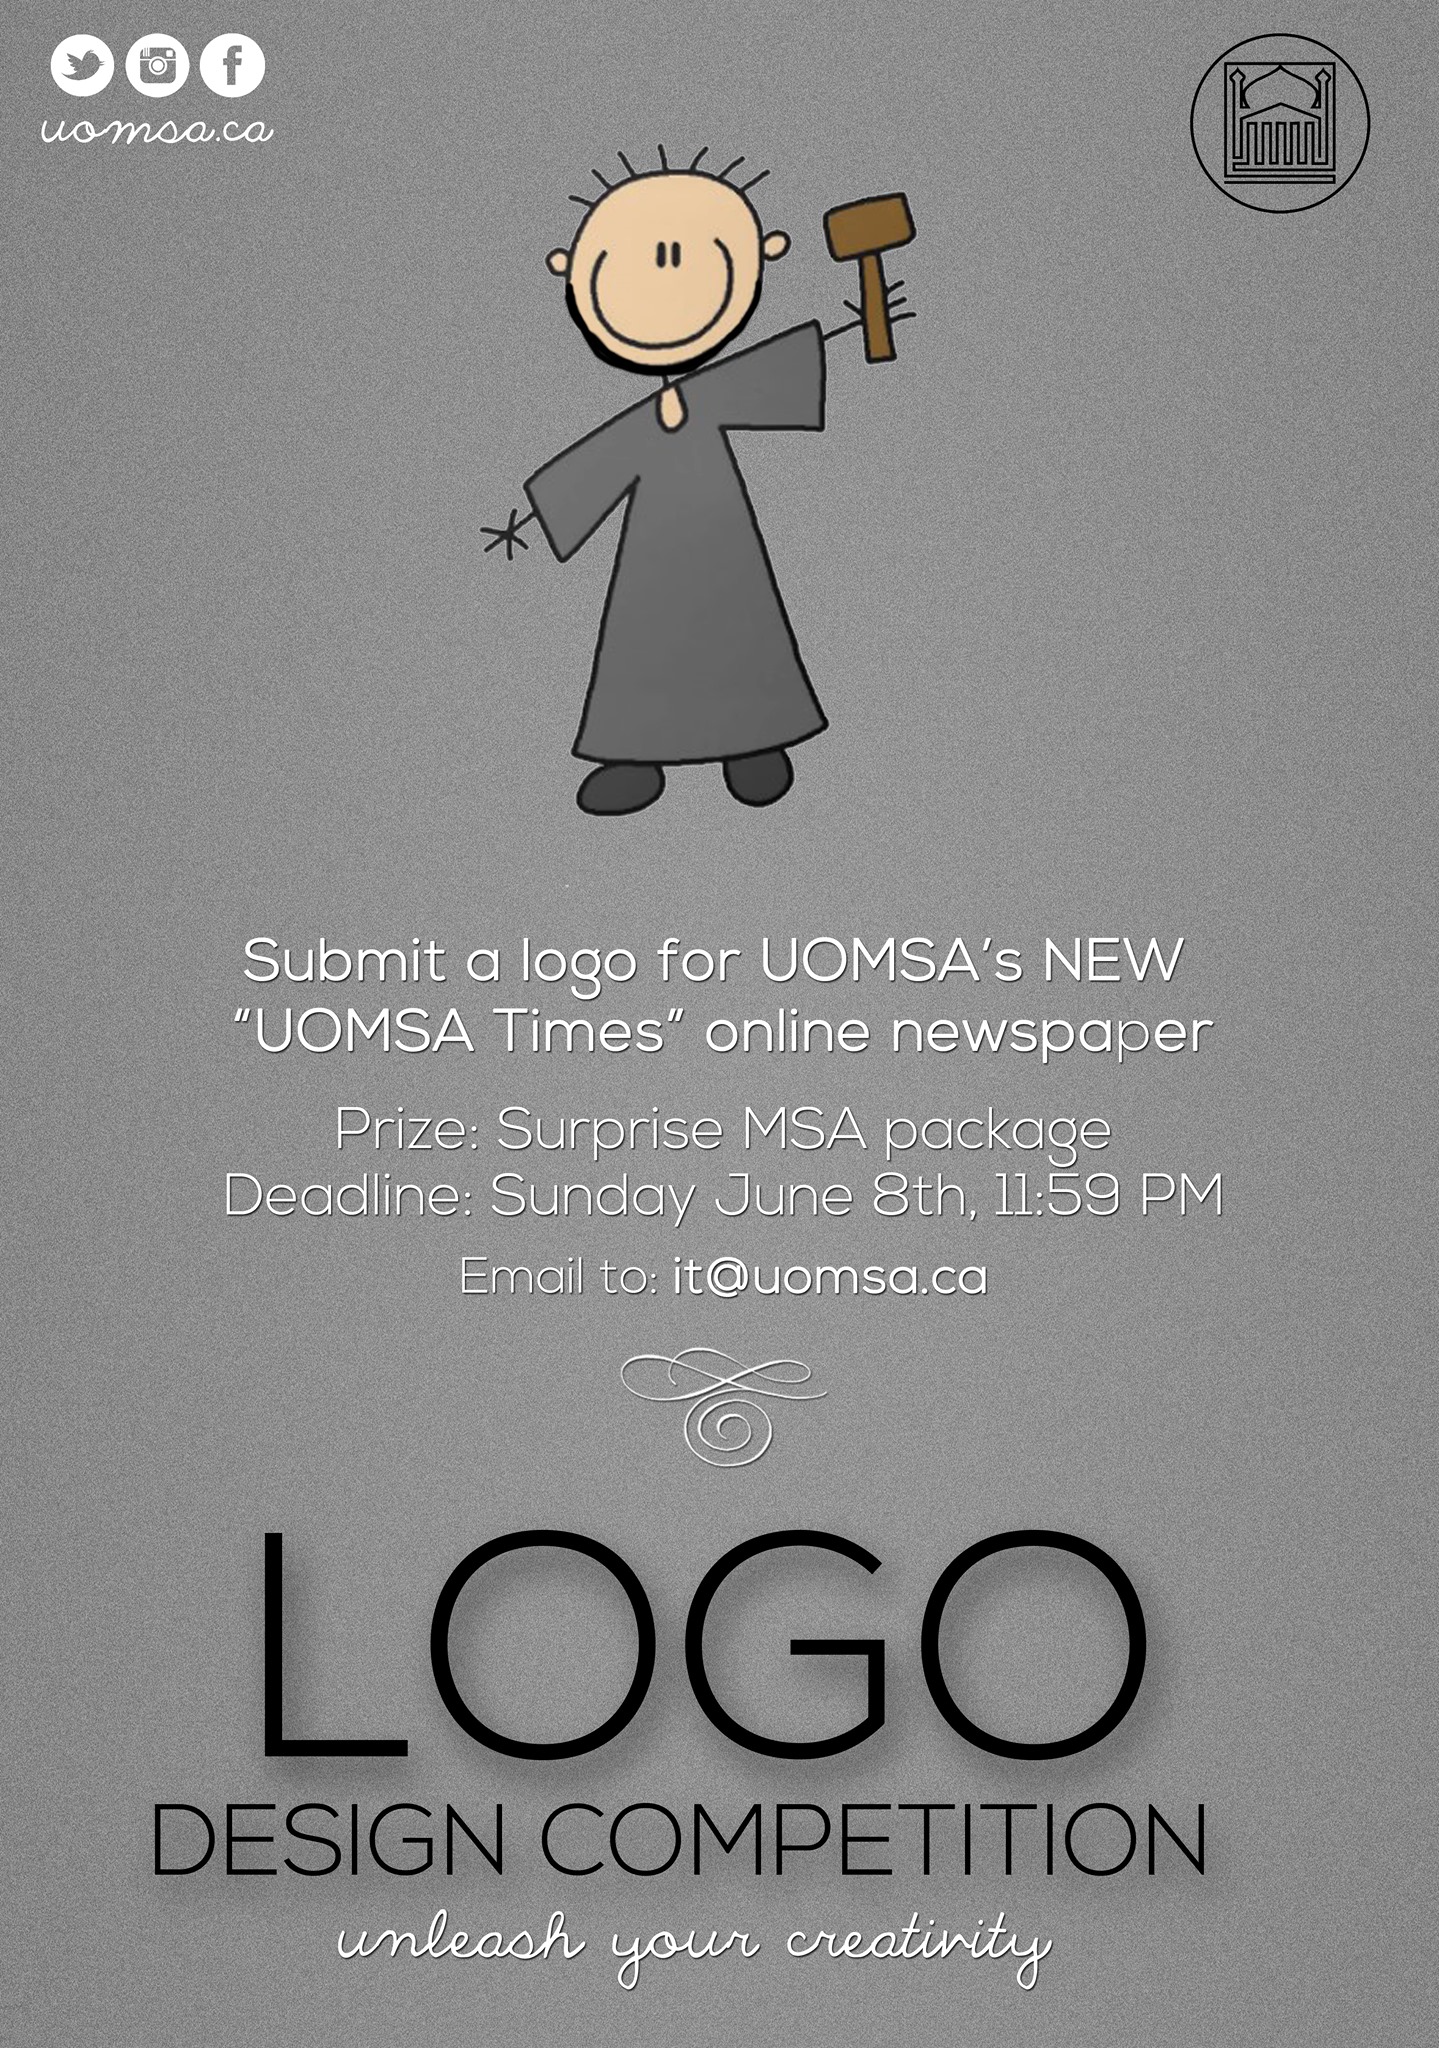 uomsa.ca
Submit a logo for UOMSA's NEW
"UOMSA Times" online newspaper
Prize: Surprise MSA package
Deadline: Sunday June 8th, 11:59 PM
Email to: it@uomsa.ca
LOGO
DESIGN COMPETITION
unleash your creativity